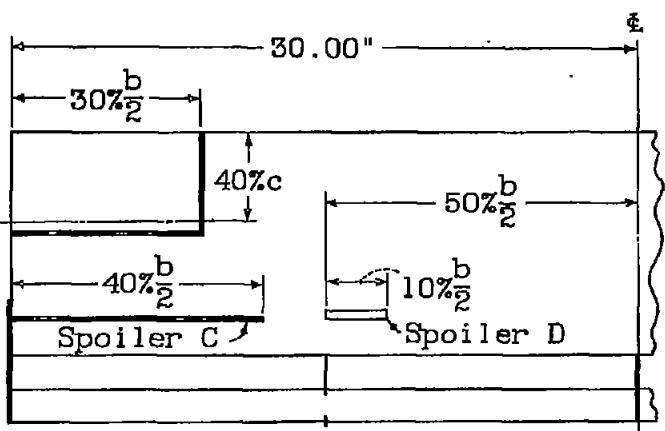 ℄
30.00"
30% b/2
40%c
50% b/2
40% b/2
10% b/2
Spoiler C
Spoiler D